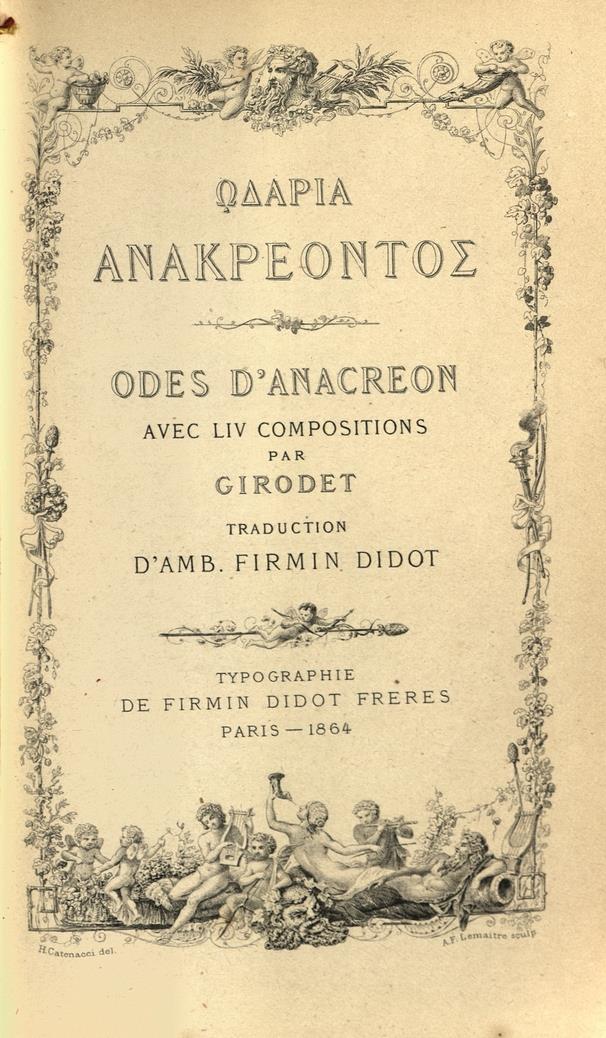 ΩΔΑΡΙΑ
ΑΝΑΚΡΕΟΝΤΟΣ
ODES D'ANACREON
AVEC LIV COMPOSITIONS
PAR
GIRODET
TRADUCTION
D'AMB. FIRMIN DIDOT
TYPOGRAPHIE
DE FIRMIN DIDOT FRERES
PARIS — 1864
H. Catenacci del.
A.F. Lemaitre sculp